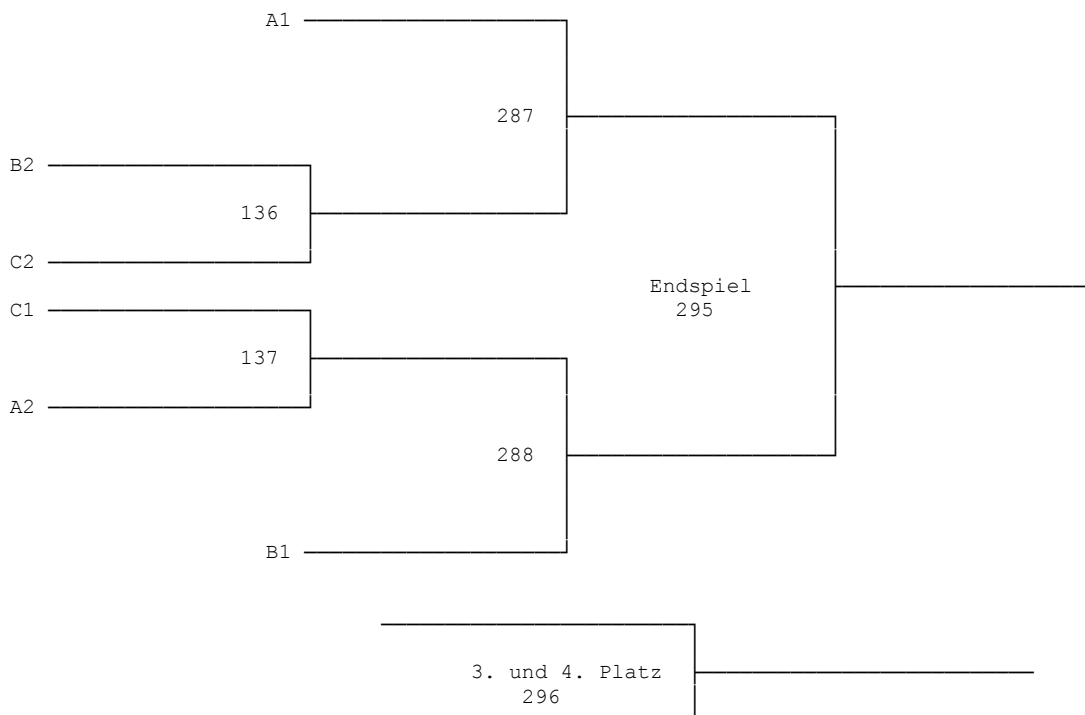 A1
287
B2
136
C2
Endspiel
C1
295
137
A2
288
B1
3. und 4. Platz
296